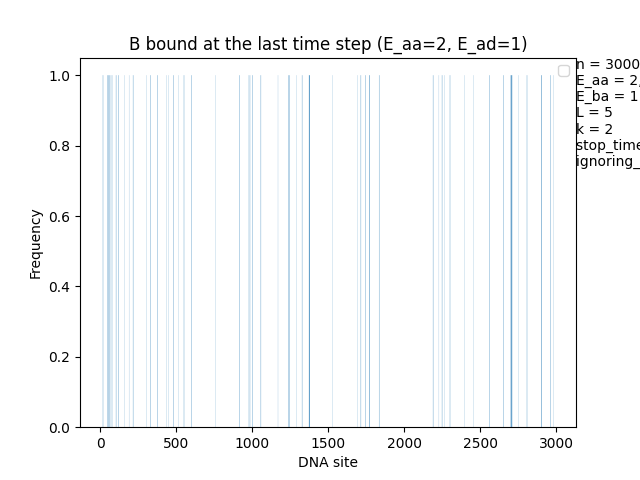 B bound at the last time step (E_aa=2, E_ad=1)
n = 3000
E_aa = 2,
E_ba = 1
L = 5
k = 2
stop_time
ignoring_
1.0
0.8
0.6
0.4
0.2
0.0
Frequency
0
500
1000
1500
2000
2500
3000
DNA site